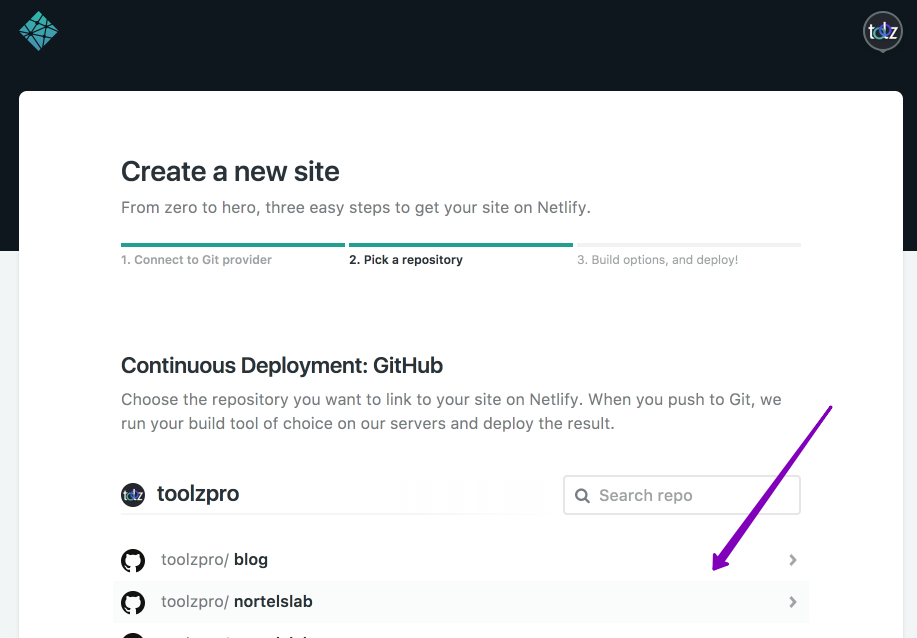 tolz
Create a new site
From zero to hero, three easy steps to get your site on Netlify.
1. Connect to Git provider
2. Pick a repository
3. Build options, and deploy!
Continuous Deployment: GitHub
Choose the repository you want to link to your site on Netlify. When you push to Git, we
run your build tool of choice on our servers and deploy the result.
tolz toolzpro
Search repo
toolzpro/ blog
toolzpro/ nortelslab